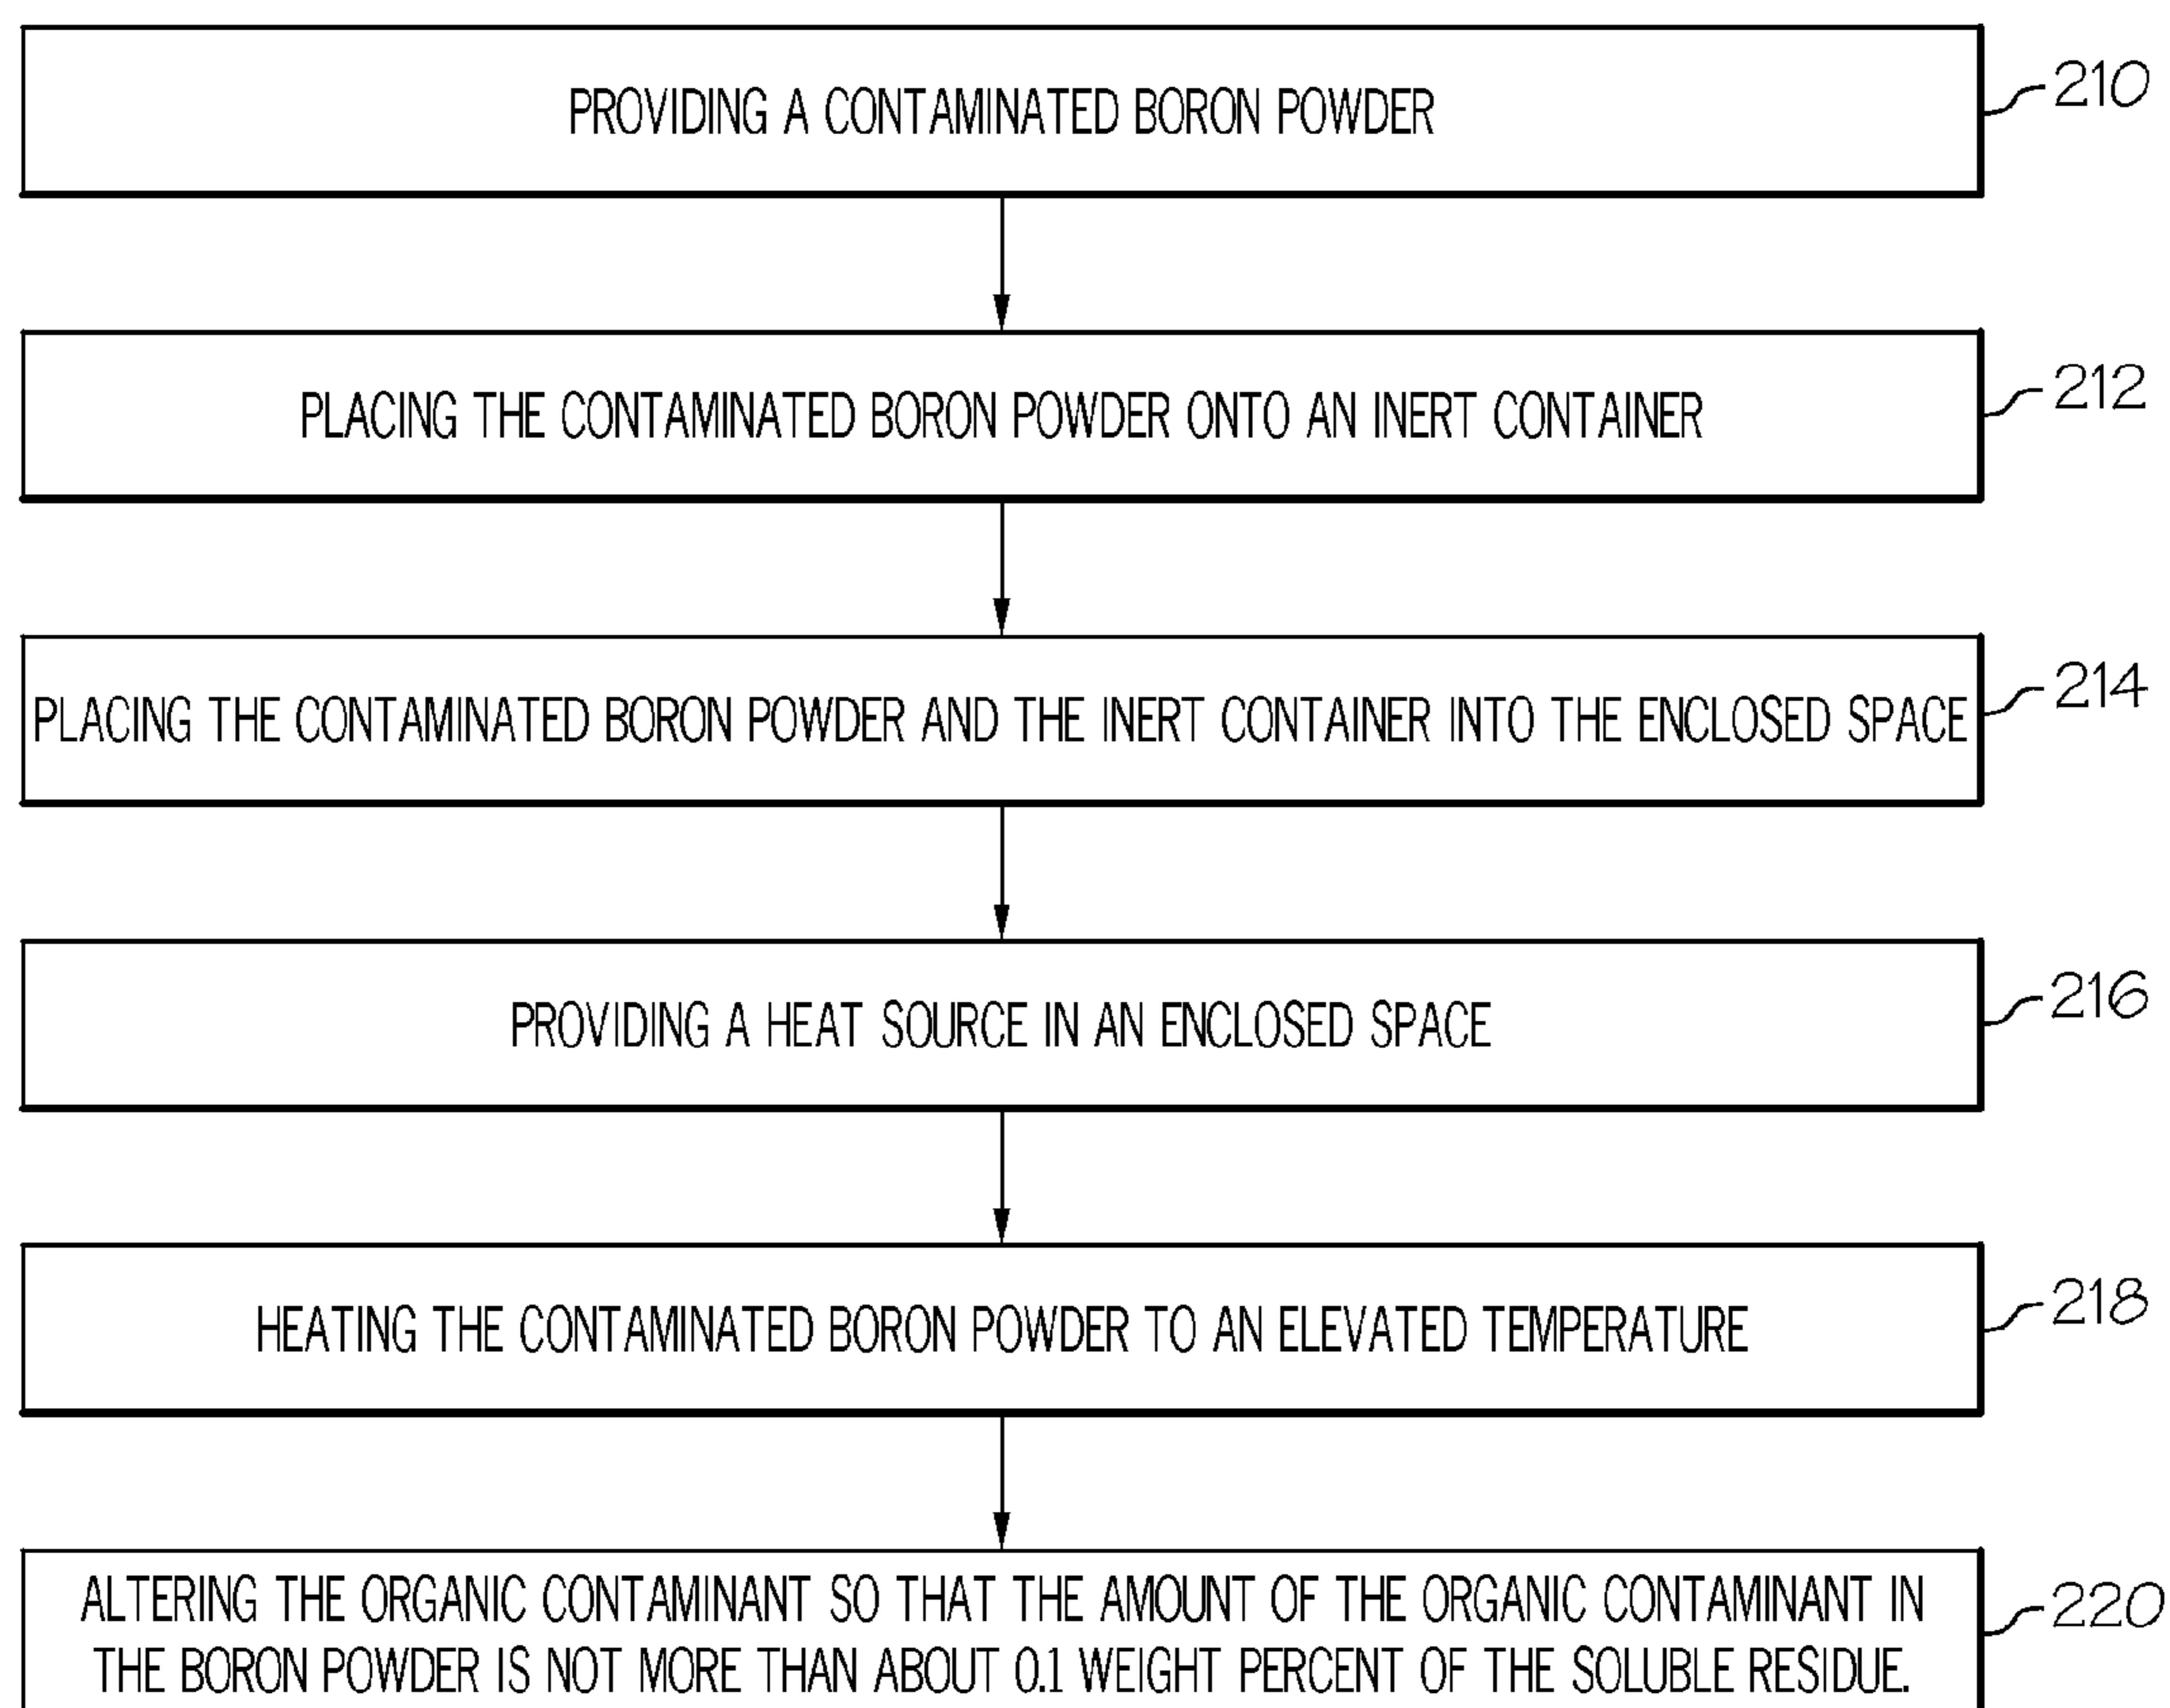 PROVIDING A CONTAMINATED BORON POWDER
210
PLACING THE CONTAMINATED BORON POWDER ONTO AN INERT CONTAINER
212
PLACING THE CONTAMINATED BORON POWDER AND THE INERT CONTAINER INTO THE ENCLOSED SPACE
214
PROVIDING A HEAT SOURCE IN AN ENCLOSED SPACE
216
HEATING THE CONTAMINATED BORON POWDER TO AN ELEVATED TEMPERATURE
218
ALTERING THE ORGANIC CONTAMINANT SO THAT THE AMOUNT OF THE ORGANIC CONTAMINANT IN
THE BORON POWDER IS NOT MORE THAN ABOUT 0.1 WEIGHT PERCENT OF THE SOLUBLE RESIDUE.
220